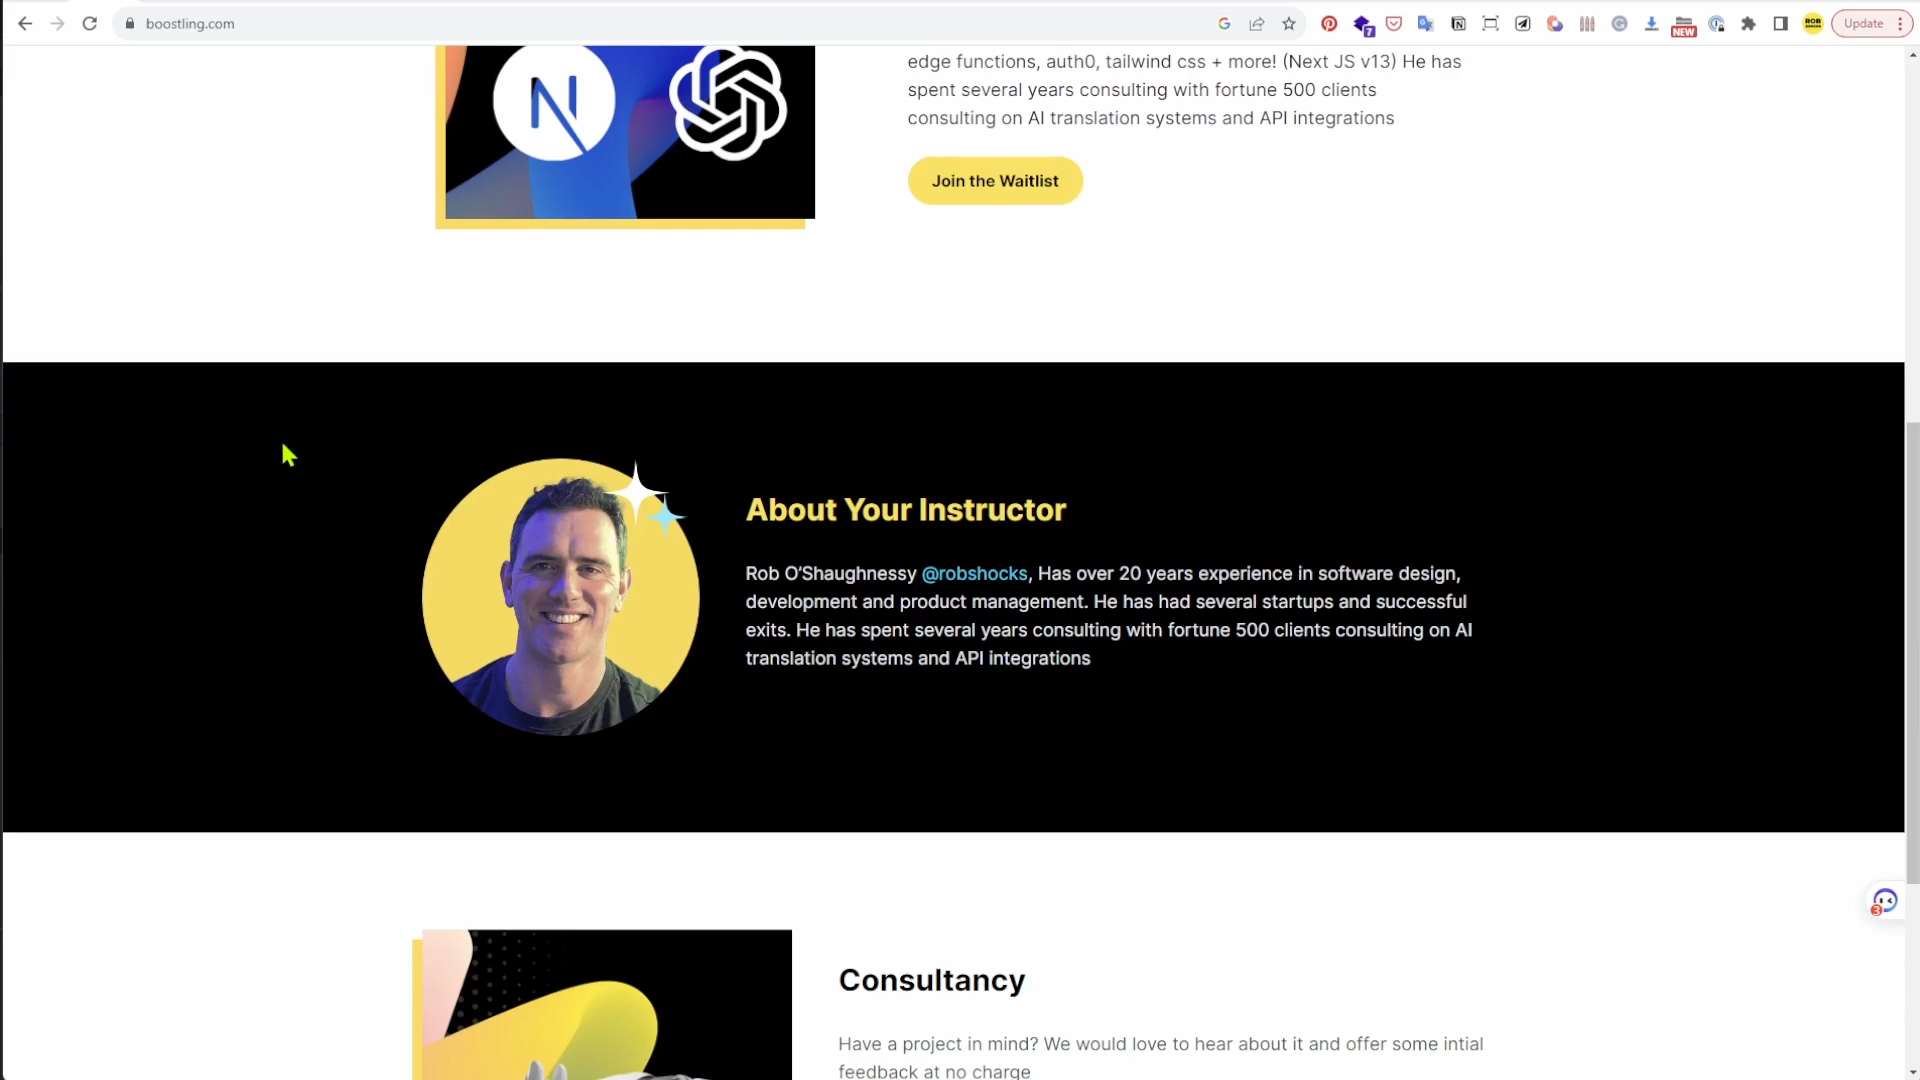 boostling.com
7
NEW
ROB
Update
edge functions, auth0, tailwind css + more! (Next JS v13) He has
spent several years consulting with fortune 500 clients
consulting on AI translation systems and API integrations
Join the Waitlist
About Your Instructor
Rob O'Shaughnessy @robshocks, Has over 20 years experience in software design,
development and product management. He has had several startups and successful
exits. He has spent several years consulting with fortune 500 clients consulting on AI
translation systems and API integrations
3
Consultancy
Have a project in mind? We would love to hear about it and offer some intial
feedback at no charge